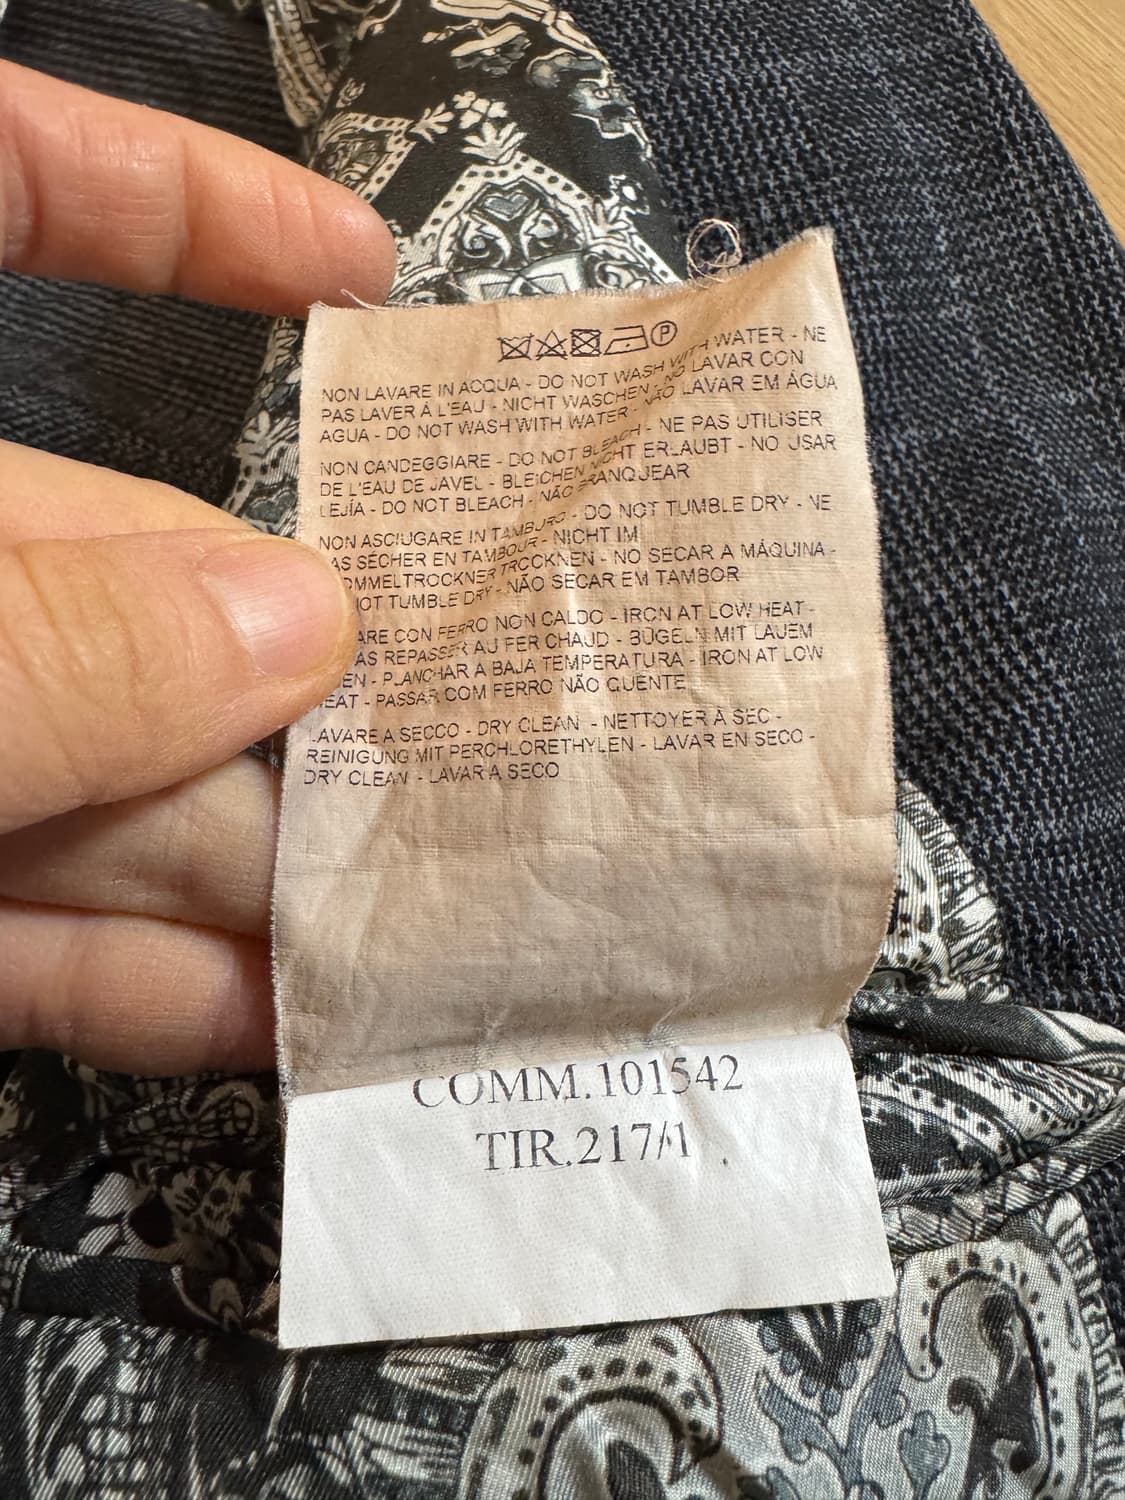 P
NON LAVARE IN ACQUA - DO NOT WASH WITH WATER - NE
PAS LAVER À L'EAU - NICHT WASCHEN - NO LAVAR CON
AGUA - DO NOT WASH WITH WATER - NÃO LAVAR EM ÁGUA
NON CANDEGGIARE - DO NOT BLEACH - NE PAS UTILISER
DE L'EAU DE JAVEL - BLEICHEN NICHT ERLAUBT - NO USAR
LEJÍA - DO NOT BLEACH - NÃO BRANQUEAR
NON ASCIUGARE IN TAMBURO - DO NOT TUMBLE DRY - NE
AS SÉCHER EN TAMBOUR - NICHT IM
OMMELTROCKNER TROCKNEN - NO SECAR A MÁQUINA -
OT TUMBLE DRY - NÃO SECAR EM TAMBOR
ARE CON FERRO NON CALDO - IRON AT LOW HEAT -
AS REPASSER AU FER CHAUD - BÜGELN MIT LAUEM
EN - PLANCHAR A BAJA TEMPERATURA - IRON AT LOW
HEAT - PASSAR COM FERRO NÃO QUENTE
LAVARE A SECCO - DRY CLEAN - NETTOYER À SEC -
REINIGUNG MIT PERCHLORETHYLEN - LAVAR EN SECO -
DRY CLEAN - LAVAR A SECO
COMM.101542
TIR.217/1